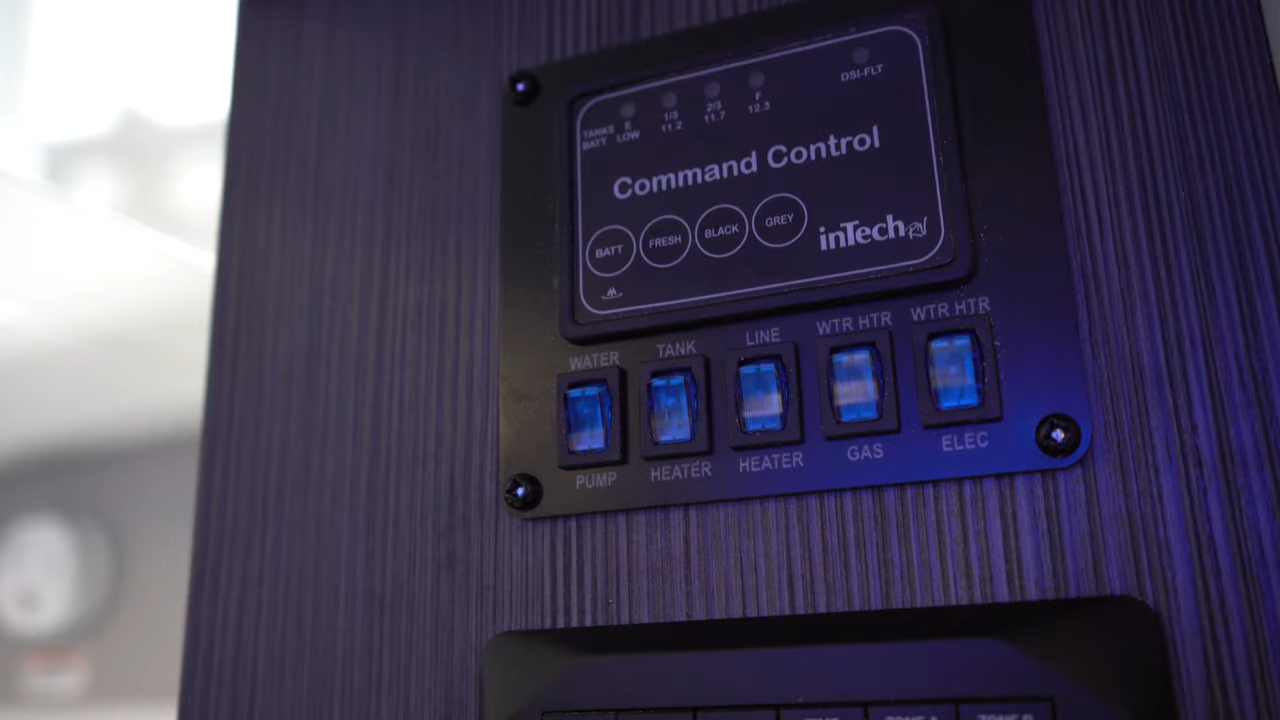 TANKS E 1/3 2/3 F DSI-FLT
BATT LOW 11.2 11.7 12.3
Command Control
BATT FRESH BLACK GREY
inTech RV
WATER TANK LINE WTR HTR WTR HTR
PUMP HEATER HEATER GAS ELEC